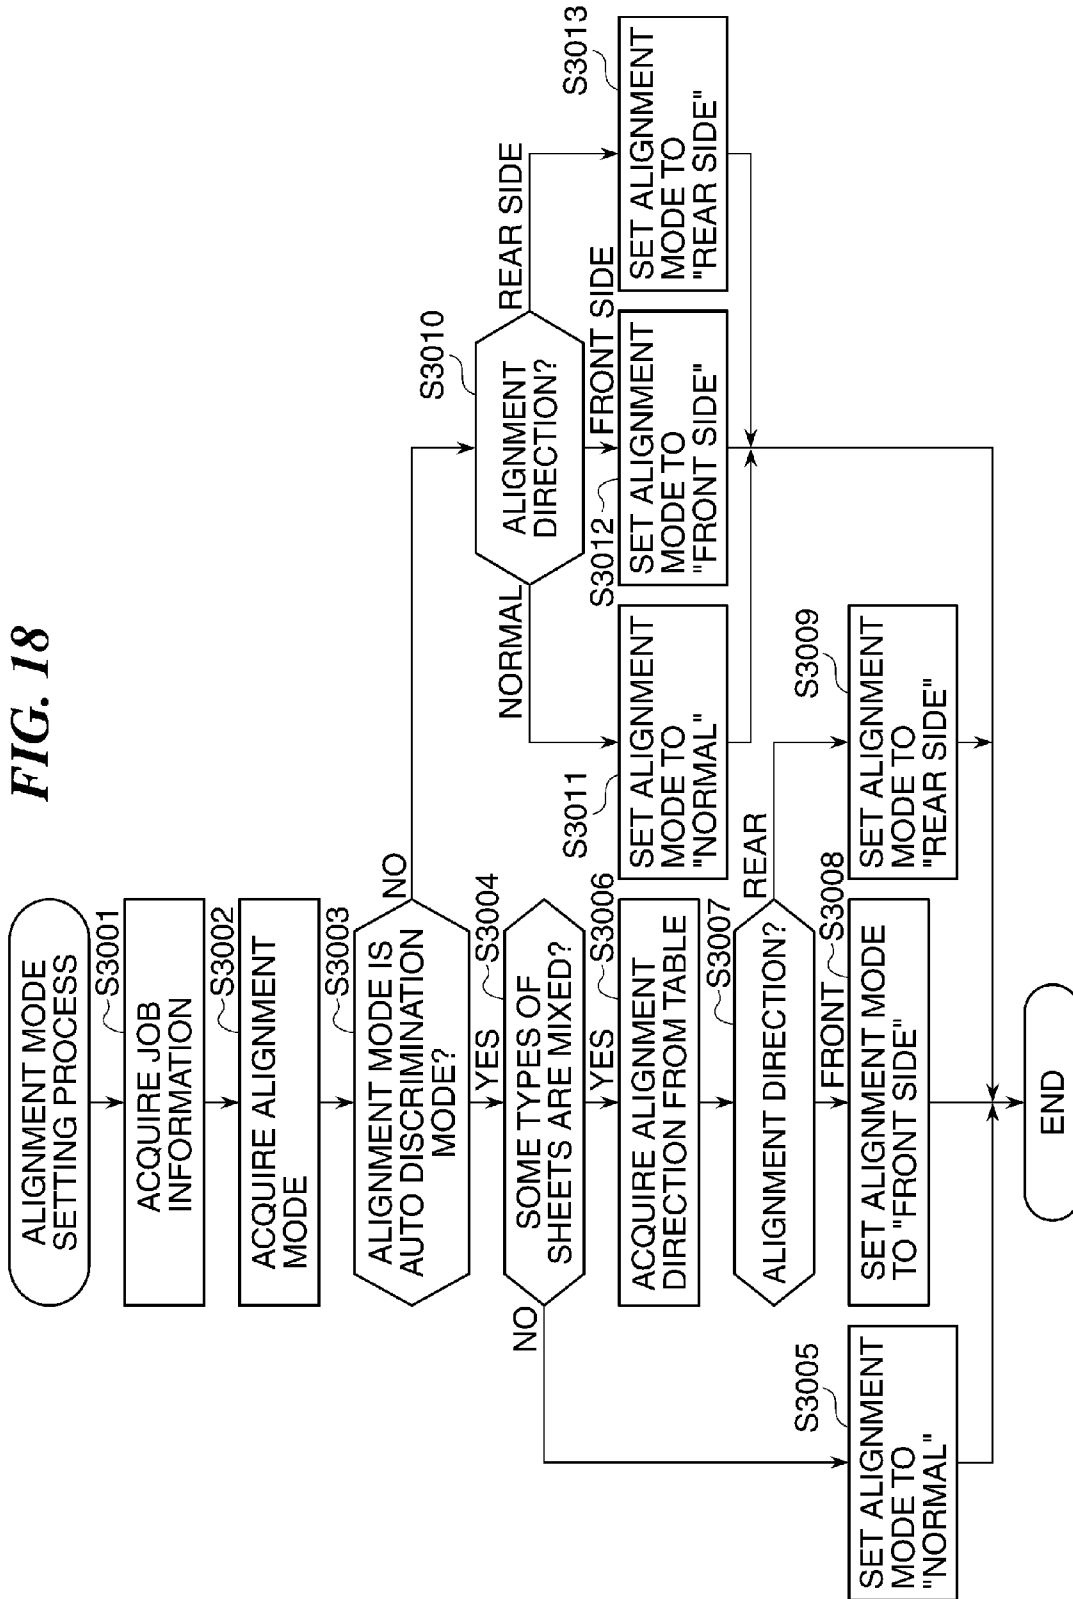 FIG. 18
ALIGNMENT MODE
SETTING PROCESS
S3001
ACQUIRE JOB
INFORMATION
S3002
ACQUIRE ALIGNMENT
MODE
S3003
ALIGNMENT MODE IS
AUTO DISCRIMINATION
MODE?
NO
YES
S3004
SOME TYPES OF
SHEETS ARE MIXED?
NO
YES
S3005
SET ALIGNMENT
MODE TO
"NORMAL"
S3006
ACQUIRE ALIGNMENT
DIRECTION FROM TABLE
S3007
ALIGNMENT DIRECTION?
REAR
FRONT
S3008
SET ALIGNMENT MODE
TO "FRONT SIDE"
S3009
SET ALIGNMENT
MODE TO
"REAR SIDE"
S3010
ALIGNMENT
DIRECTION?
NORMAL
FRONT SIDE
REAR SIDE
S3011
SET ALIGNMENT
MODE TO
"NORMAL"
S3012
SET ALIGNMENT
MODE TO
"FRONT SIDE"
S3013
SET ALIGNMENT
MODE TO
"REAR SIDE"
END